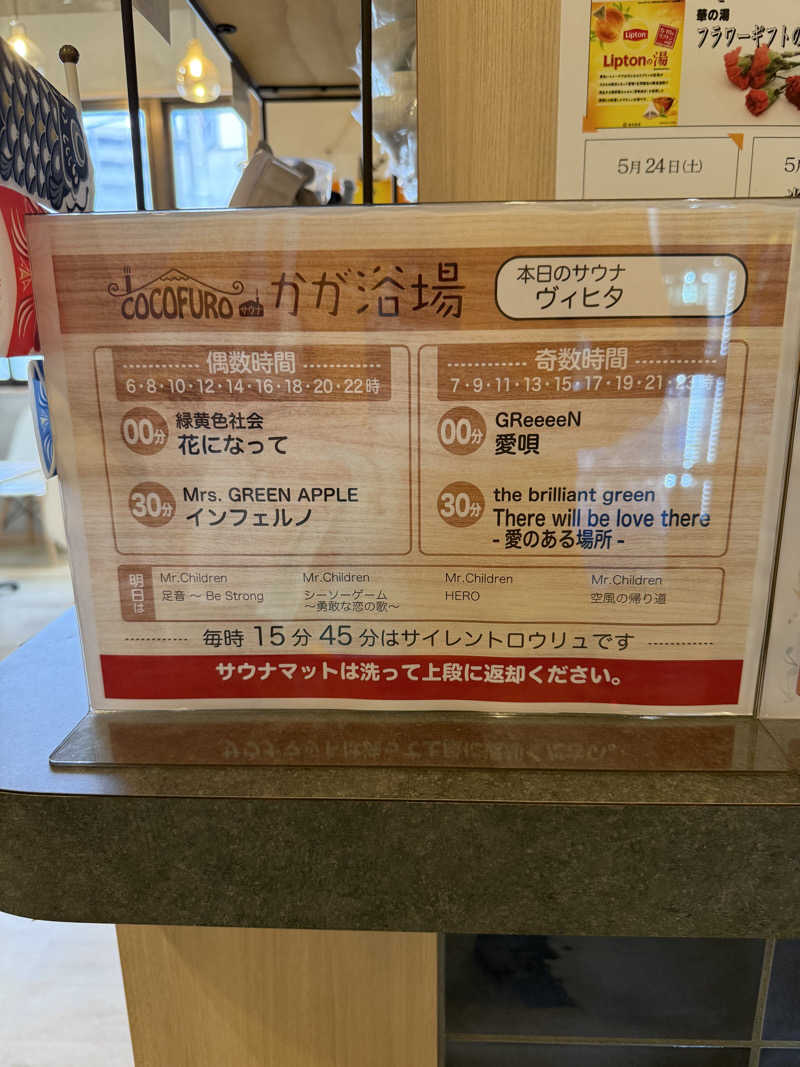 Lipton
Liptonの湯
華の湯
フラワーギフトの
5月24日(土)
5月
COCOFUROサウナ かが浴場
本日のサウナ
ヴィヒタ
偶数時間
6・8・10・12・14・16・18・20・22時
00分
緑黄色社会
花になって
30分
Mrs. GREEN APPLE
インフェルノ
奇数時間
7・9・11・13・15・17・19・21・23時
00分
GReeeeN
愛唄
30分
the brilliant green
There will be love there
- 愛のある場所 -
明日は
Mr.Children
足音 〜 Be Strong
Mr.Children
シーソーゲーム
〜勇敢な恋の歌〜
Mr.Children
HERO
Mr.Children
空風の帰り道
毎時 15分 45分はサイレントロウリュです
サウナマットは洗って上段に返却ください。